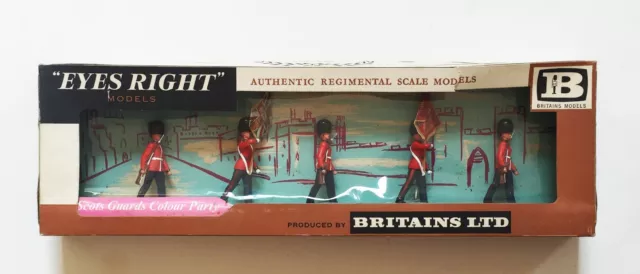 "EYES RIGHT"
MODELS
AUTHENTIC REGIMENTAL SCALE MODELS
B
BRITAINS MODELS
Scots Guards Colour Party
PRODUCED BY BRITAINS LTD